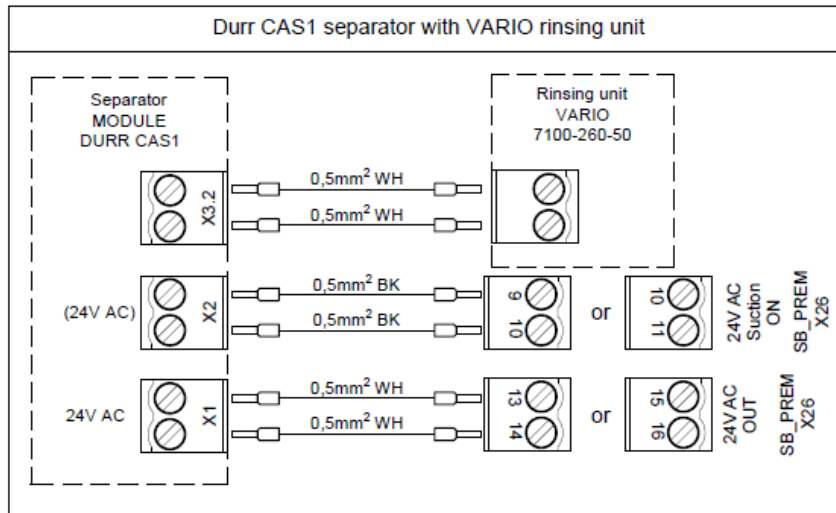 Durr CAS1 separator with VARIO rinsing unit
Separator
MODULE
DURR CAS1
Rinsing unit
VARIO
7100-260-50
X3.2
0,5mm² WH
0,5mm² WH
(24V AC)
X2
0,5mm² BK
0,5mm² BK
9
10
or
10
11
24V AC
Suction
ON
SB_PREM
X26
24V AC
X1
0,5mm² WH
0,5mm² WH
13
14
or
15
16
24V AC
OUT
SB_PREM
X26